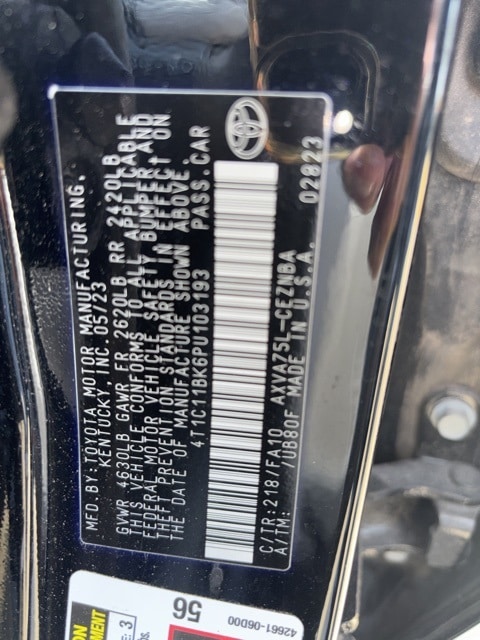 MFD BY:TOYOTA MOTOR MANUFACTURING,
KENTUCKY, INC. 05/23
GVWR 4630LB GAWR FR 2620LB RR 2420LB
THIS VEHICLE CONFORMS TO ALL APPLICABLE
FEDERAL MOTOR VEHICLE SAFETY BUMPER,AND
THEFT PREVENTION STANDARDS IN EFFECT ON
THE DATE OF MANUFACTURE SHOWN ABOVE.
4T1C11BK6PU103193 PASS.CAR
C/TR:218/FA10 AXVA75L-CEZNBA
A/TM: /UB80F MADE IN U.S.A. 02823
56
42661-06D00
3